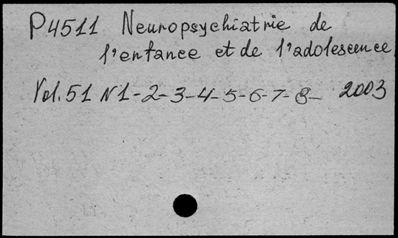 P4511 Neuropsychiatrie de
l'enfance et de l'adolescence
Vol.51 N1-2-3-4-5-6-7-8- 2003